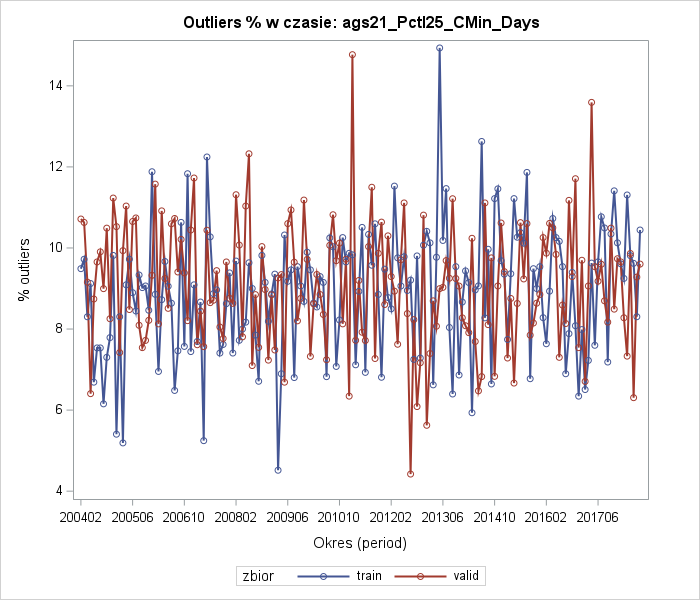 Outliers % w czasie: ags21_Pctl25_CMin_Days
% outliers
14
12
10
8
6
4
200402 200506 200610 200802 200906 201010 201202 201306 201410 201602 201706
Okres (period)
zbior train valid